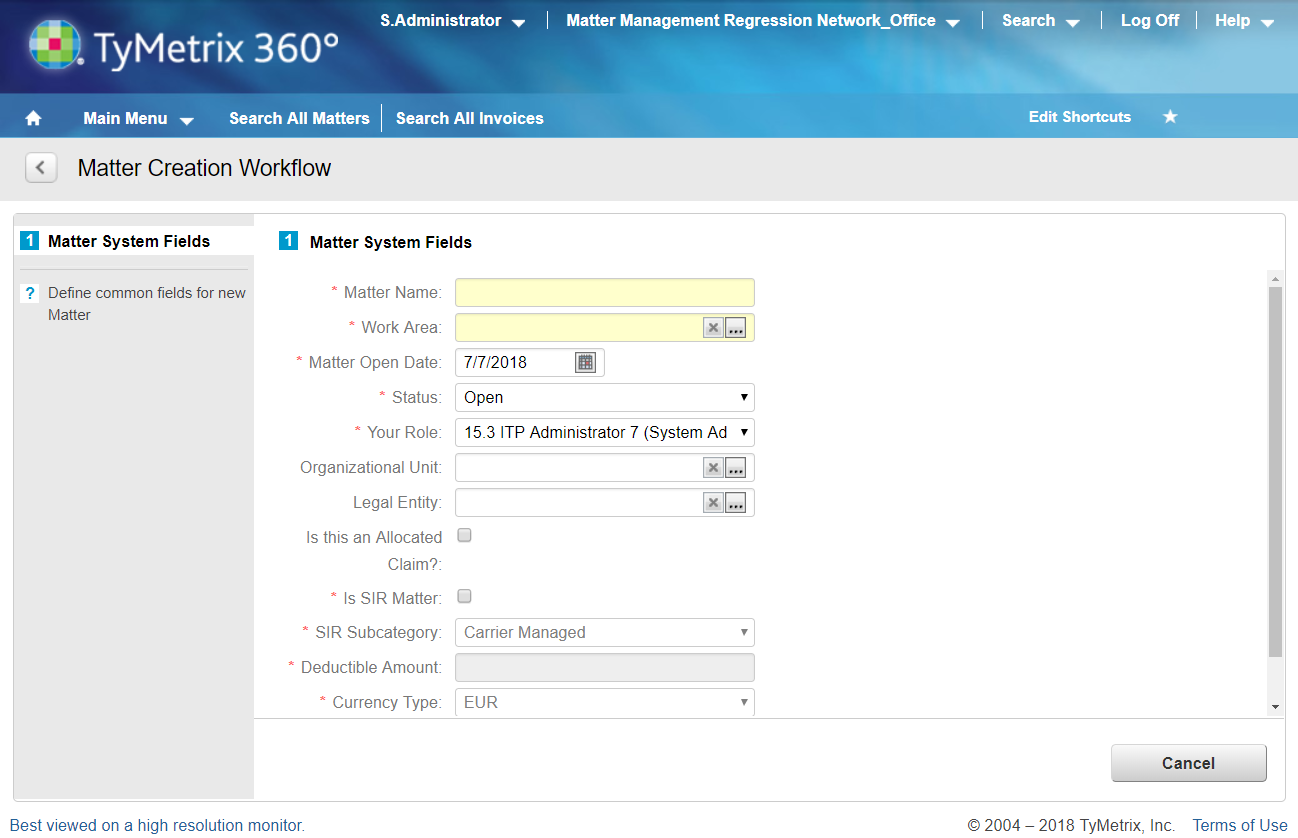 S.Administrator Matter Management Regression Network_Office Search Log Off Help
TyMetrix 360°
Main Menu Search All Matters Search All Invoices Edit Shortcuts
Matter Creation Workflow
1 Matter System Fields
? Define common fields for new
Matter
1 Matter System Fields
* Matter Name:
* Work Area: ...
* Matter Open Date: 7/7/2018
* Status: Open
* Your Role: 15.3 ITP Administrator 7 (System Ad
Organizational Unit: ...
Legal Entity: ...
Is this an Allocated
Claim?:
* Is SIR Matter:
* SIR Subcategory: Carrier Managed
* Deductible Amount:
* Currency Type: EUR
Cancel
Best viewed on a high resolution monitor. © 2004 – 2018 TyMetrix, Inc. Terms of Use